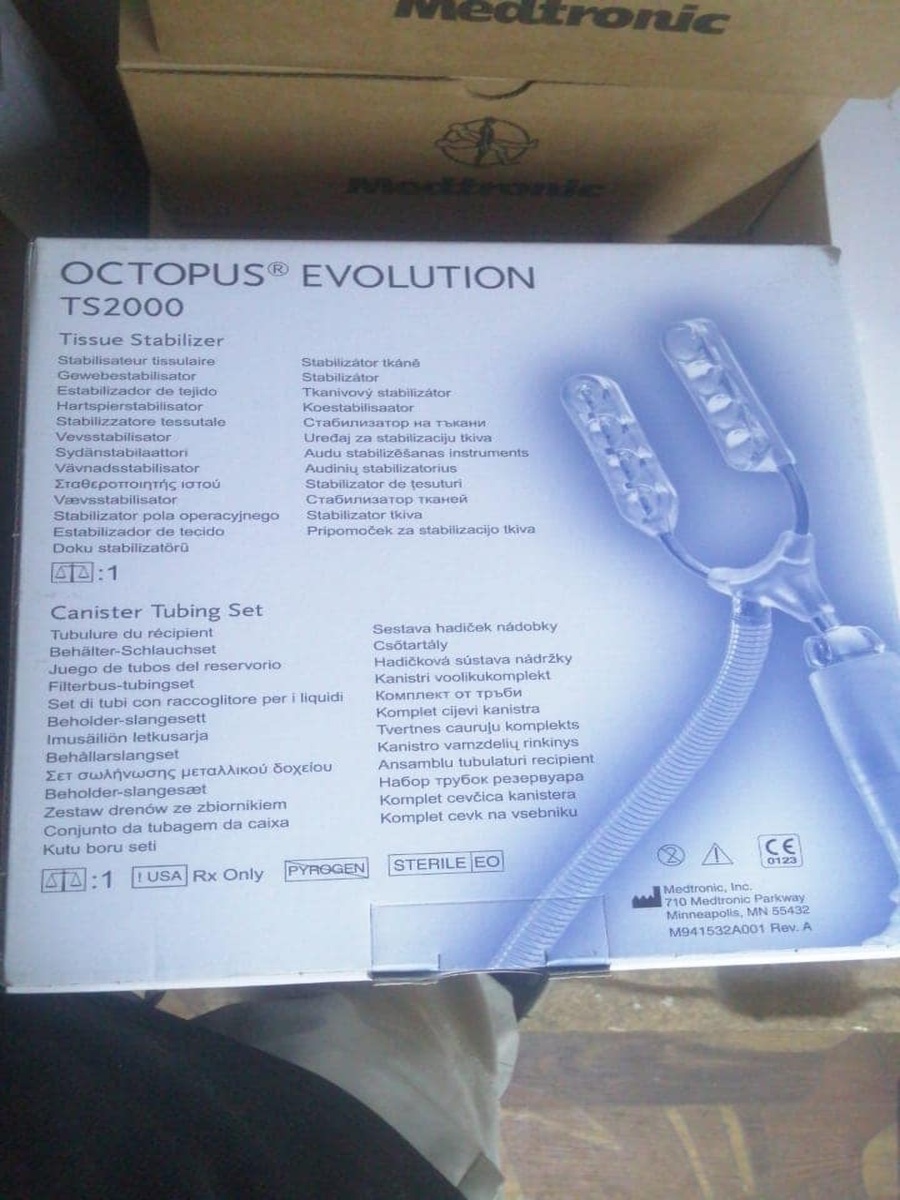 Medtronic
Medtronic
OCTOPUS® EVOLUTION
TS2000
Tissue Stabilizer
Stabilisateur tissulaire
Gewebestabilisator
Estabilizador de tejido
Hartspierstabilisator
Stabilizzatore tessutale
Vevsstabilisator
Sydänstabilaattori
Vävnadsstabilisator
Σταθεροποιητής ιστού
Vævsstabilisator
Stabilizator pola operacyjnego
Estabilizador de tecido
Doku stabilizatörü
Stabilizátor tkáně
Stabilizátor
Tkanivový stabilizátor
Koestabilisaator
Стабилизатор на тъкани
Uređaj za stabilizaciju tkiva
Audu stabilizēšanas instruments
Audinių stabilizatorius
Stabilizator de țesuturi
Стабилизатор тканей
Stabilizator tkiva
Pripomoček za stabilizacijo tkiva
:1
Canister Tubing Set
Tubulure du récipient
Behälter-Schlauchset
Juego de tubos del reservorio
Filterbus-tubingset
Set di tubi con raccoglitore per i liquidi
Beholder-slangesett
Imusäiliön letkusarja
Behållarslangset
Σετ σωλήνωσης μεταλλικού δοχείου
Beholder-slangesæt
Zestaw drenów ze zbiornikiem
Conjunto da tubagem da caixa
Kutu boru seti
Sestava hadiček nádobky
Csőtartály
Hadičková sústava nádržky
Kanistri voolikukomplekt
Комплект от тръби
Komplet cijevi kanistra
Tvertnes cauruļu komplekts
Kanistro vamzdelių rinkinys
Ansamblu tubulaturi recipient
Набор трубок резервуара
Komplet cevčica kanistera
Komplet cevk na vsebniku
:1
! USA Rx Only
PYROGEN
STERILE EO
2
CE
0123
Medtronic, Inc.
710 Medtronic Parkway
Minneapolis, MN 55432
M941532A001 Rev. A